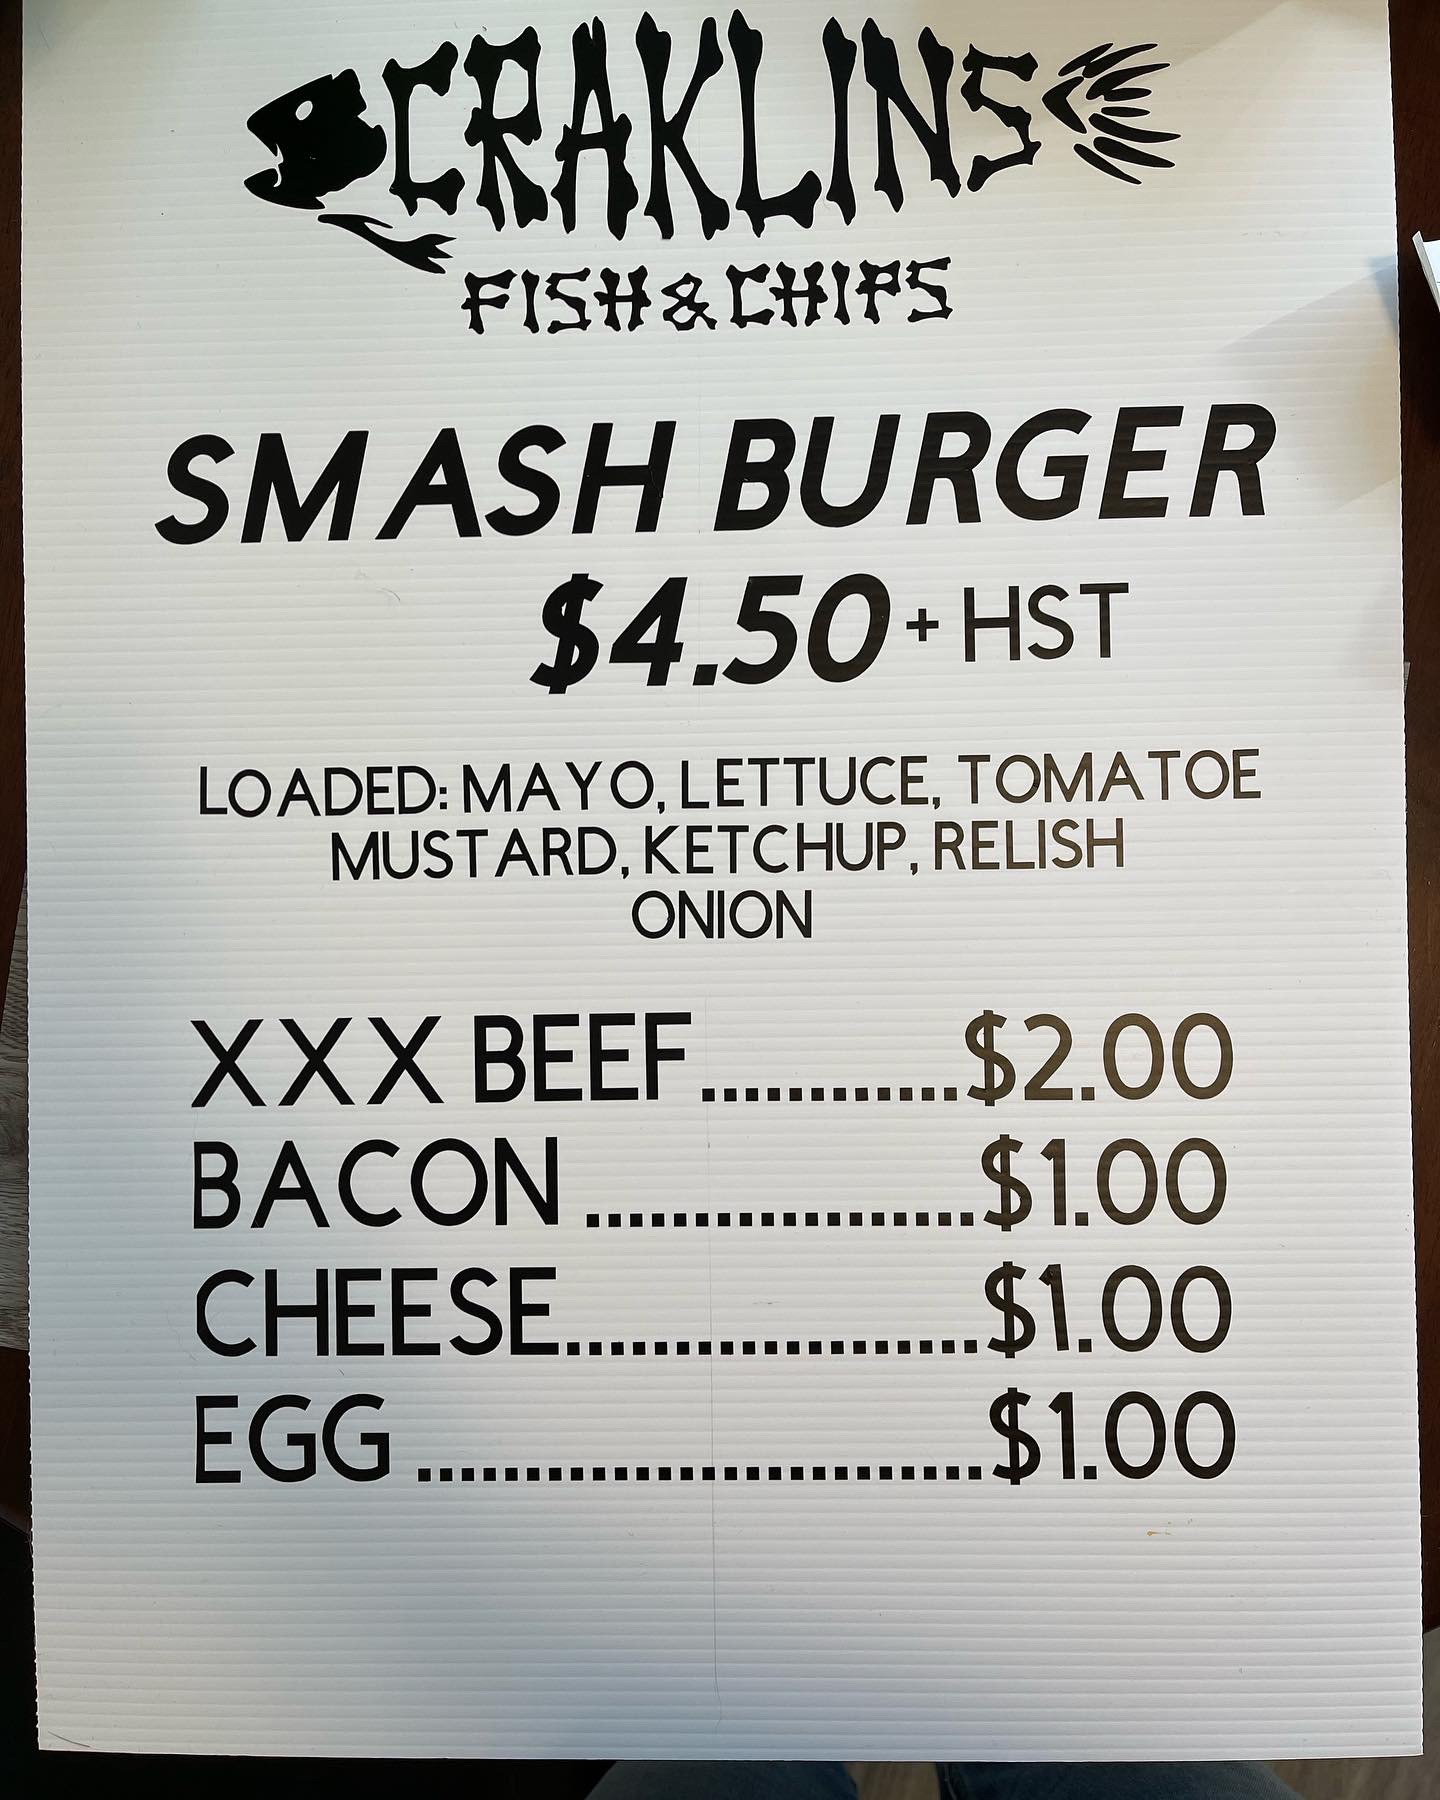 CRAKLINS
FISH & CHIPS
SMASH BURGER
$4.50 + HST
LOADED: MAYO, LETTUCE, TOMATOE
MUSTARD, KETCHUP, RELISH
ONION
XXX BEEF............$2.00
BACON ..................$1.00
CHEESE...................$1.00
EGG ..........................$1.00